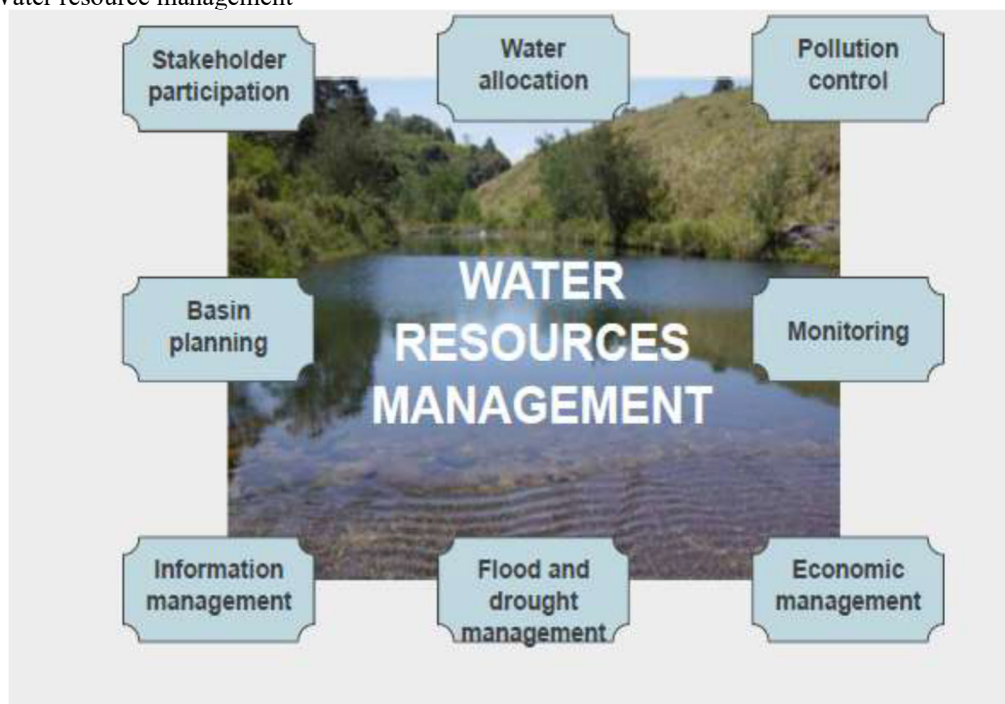 Water resource management
Stakeholder
participation
Water
allocation
Pollution
control
Basin
planning
WATER
RESOURCES
MANAGEMENT
Monitoring
Information
management
Flood and
drought
management
Economic
management